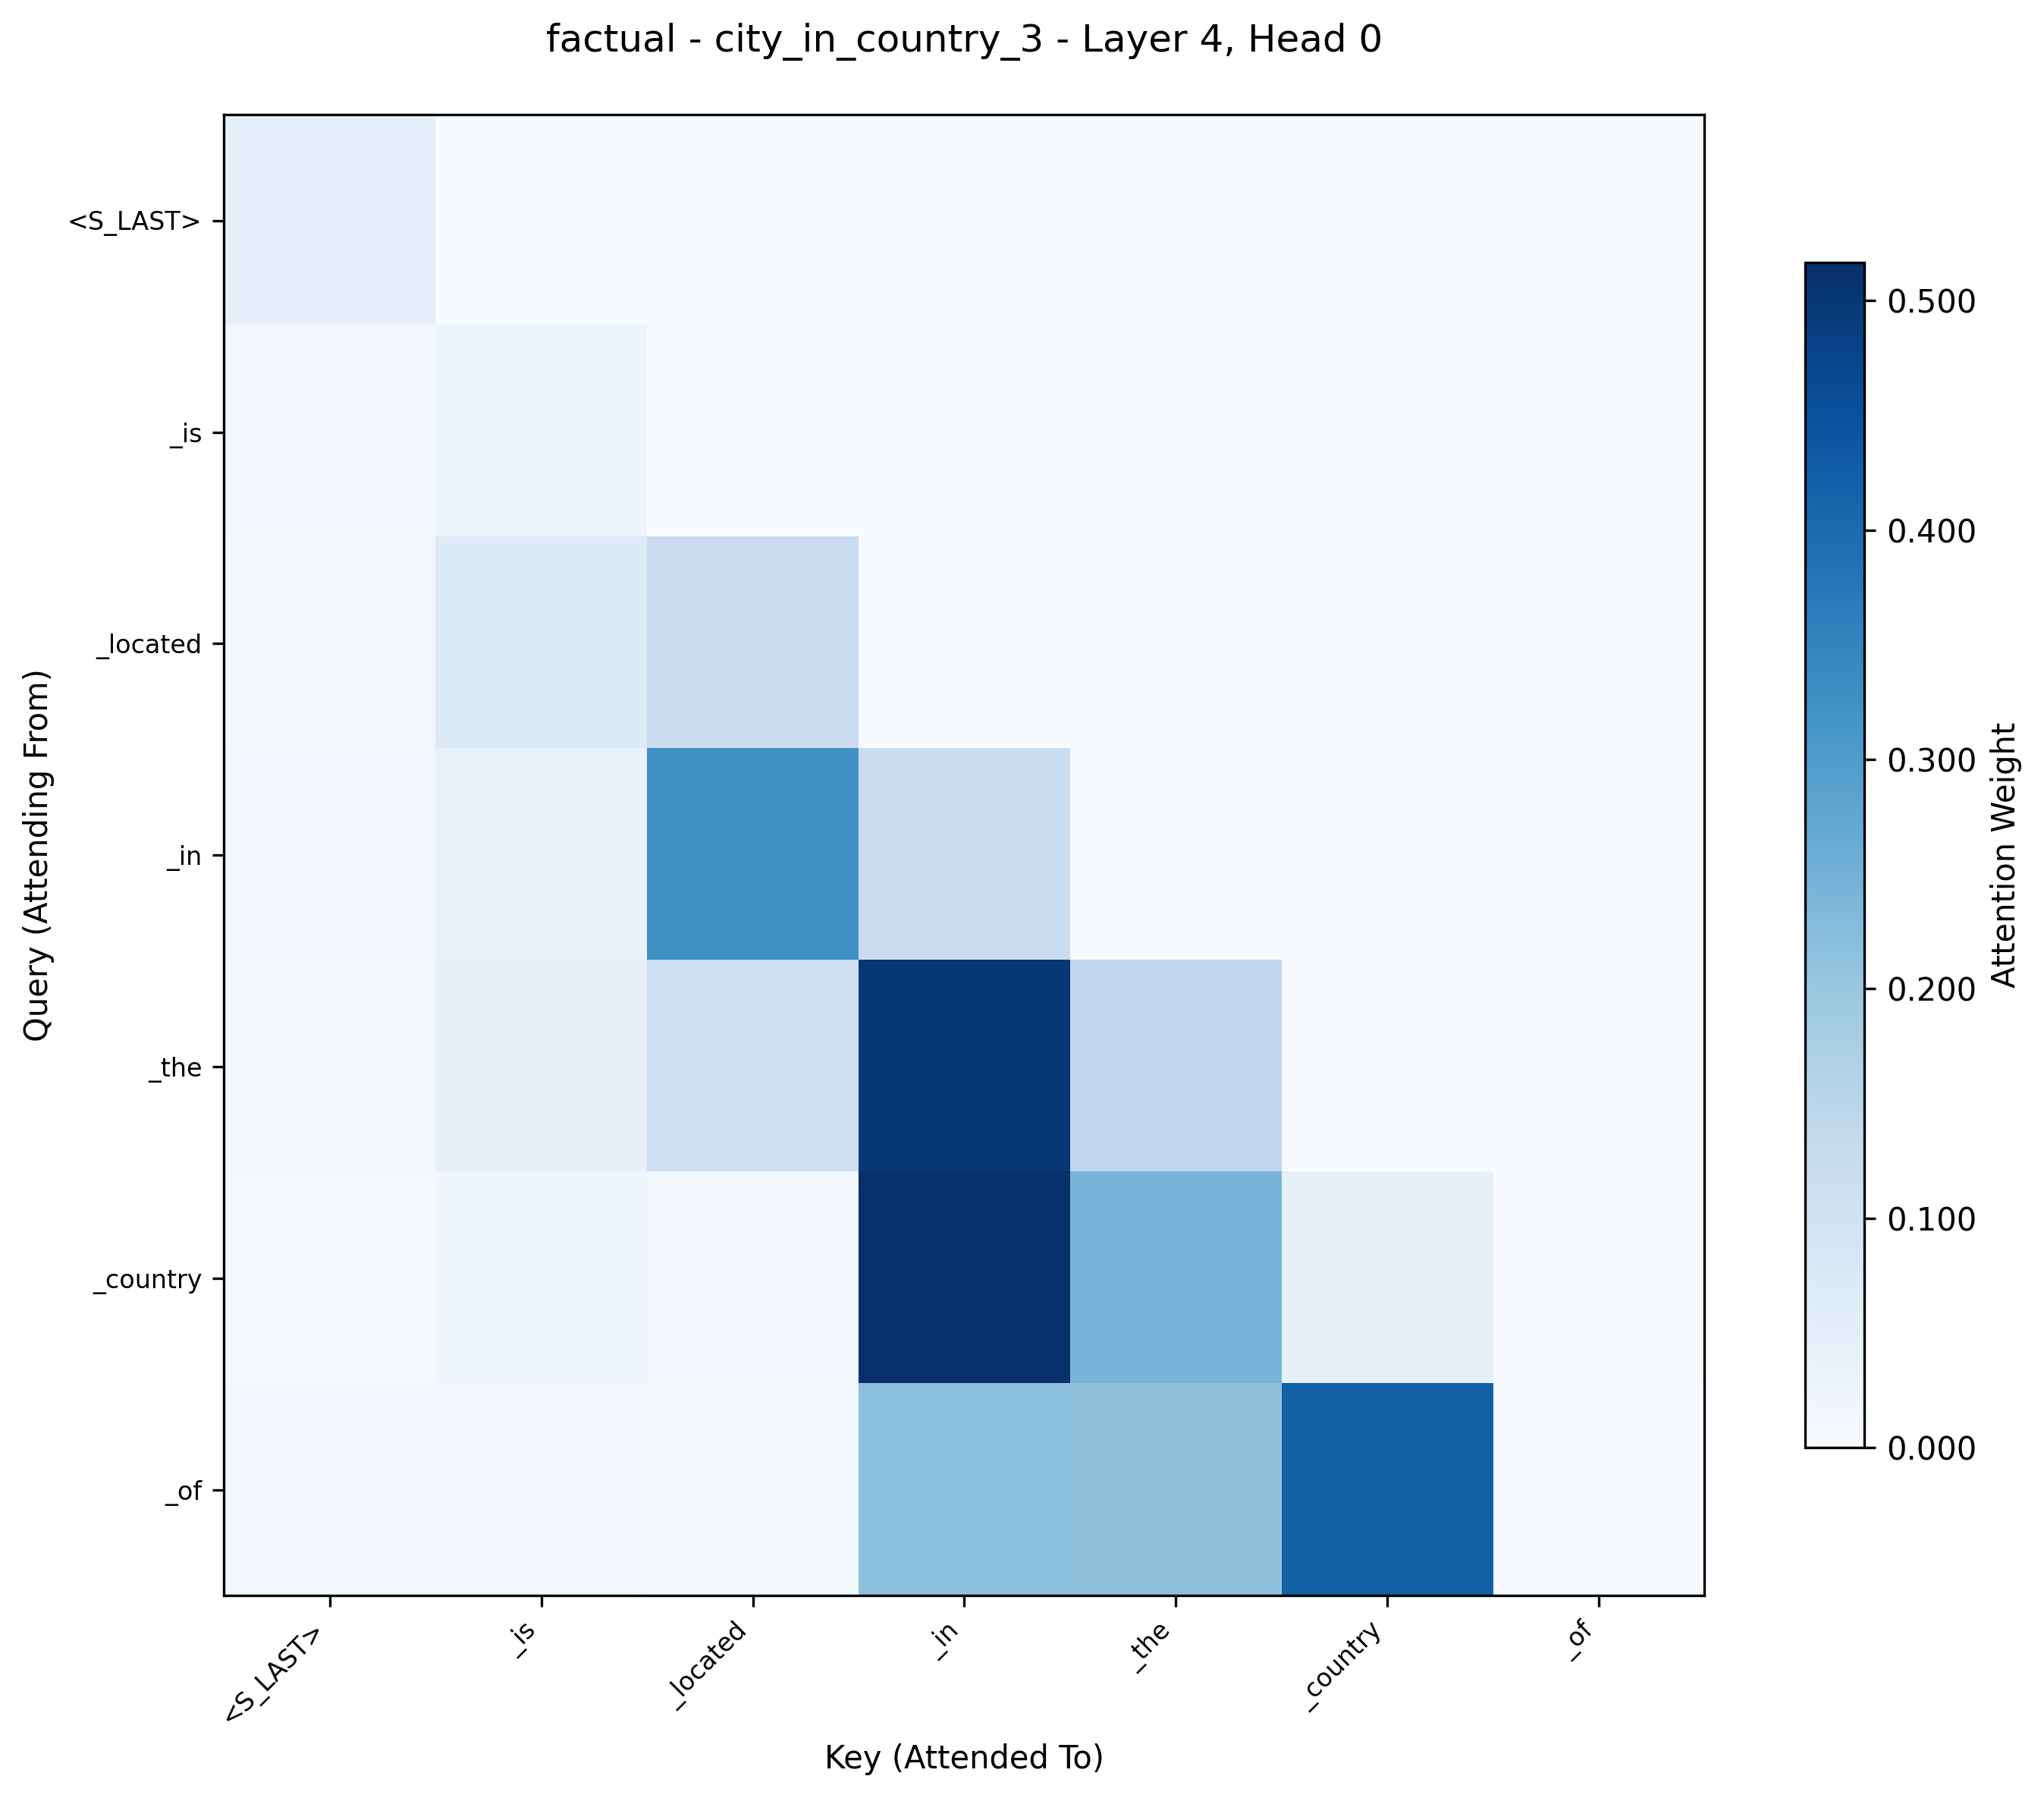 factual - city_in_country_3 - Layer 4, Head 0
Query (Attending From)
<S_LAST>
_is
_located
_in
_the
_country
_of
<S_LAST>
_is
_located
_in
_the
_country
_of
Key (Attended To)
0.500
0.400
0.300
0.200
0.100
0.000
Attention Weight